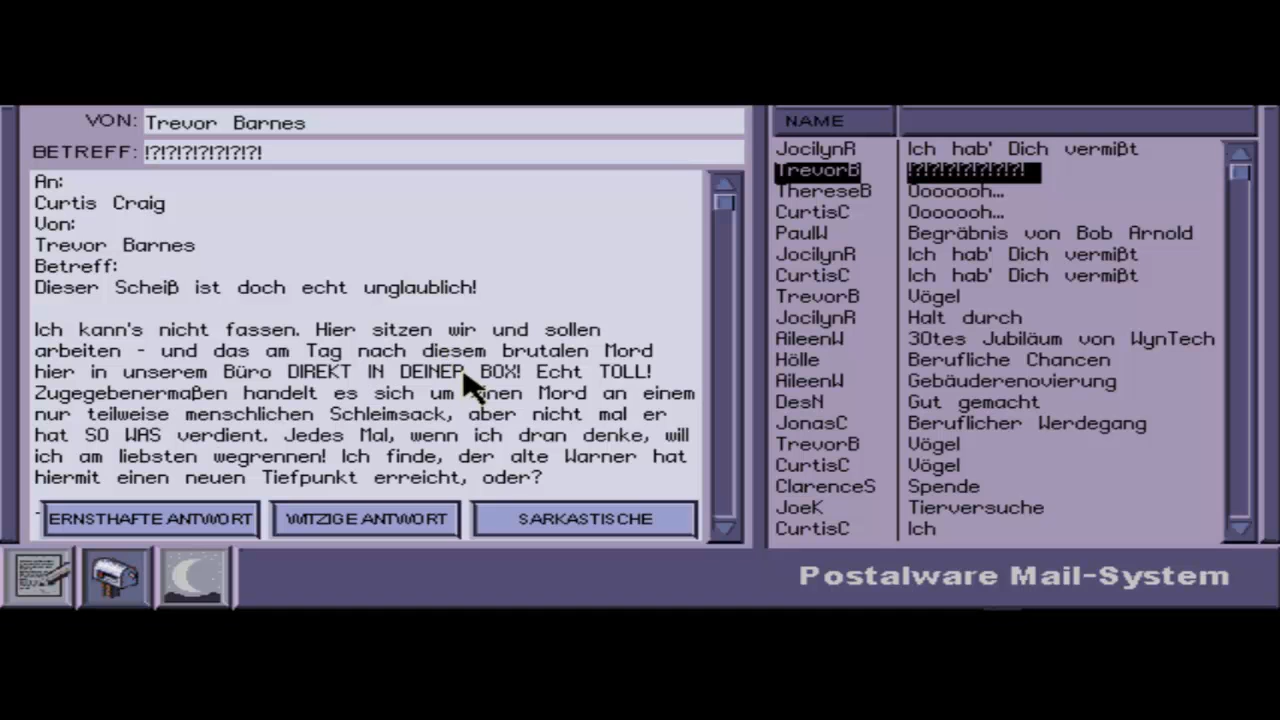 VON: Trevor Barnes
BETREFF: !?!?!?!?!?!?!?!
An:
Curtis Craig
Von:
Trevor Barnes
Betreff:
Dieser Scheiß ist doch echt unglaublich!
Ich kann's nicht fassen. Hier sitzen wir und sollen
arbeiten - und das am Tag nach diesem brutalen Mord
hier in unserem Büro DIREKT IN DEINER BOX! Echt TOLL!
Zugegebenermaßen handelt es sich um einen Mord an einem
nur teilweise menschlichen Schleimsack, aber nicht mal er
hat SO WAS verdient. Jedes Mal, wenn ich dran denke, will
ich am liebsten wegrennen! Ich finde, der alte Warner hat
hiermit einen neuen Tiefpunkt erreicht, oder?
ERNSTHAFTE ANTWORT WITZIGE ANTWORT SARKASTISCHE
NAME
JocilynR Ich hab' Dich vermißt
TrevorB !?!?!?!?!?!?!?!
ThereseB Ooooooh...
CurtisC Ooooooh...
PaulW Begräbnis von Bob Arnold
JocilynR Ich hab' Dich vermißt
CurtisC Ich hab' Dich vermißt
TrevorB Vögel
JocilynR Halt durch
AileenW 30tes Jubiläum von WynTech
Hölle Berufliche Chancen
AileenW Gebäuderenovierung
DesN Gut gemacht
JonasC Beruflicher Werdegang
TrevorB Vögel
CurtisC Vögel
ClarenceS Spende
JoeK Tierversuche
CurtisC Ich
Postalware Mail-System